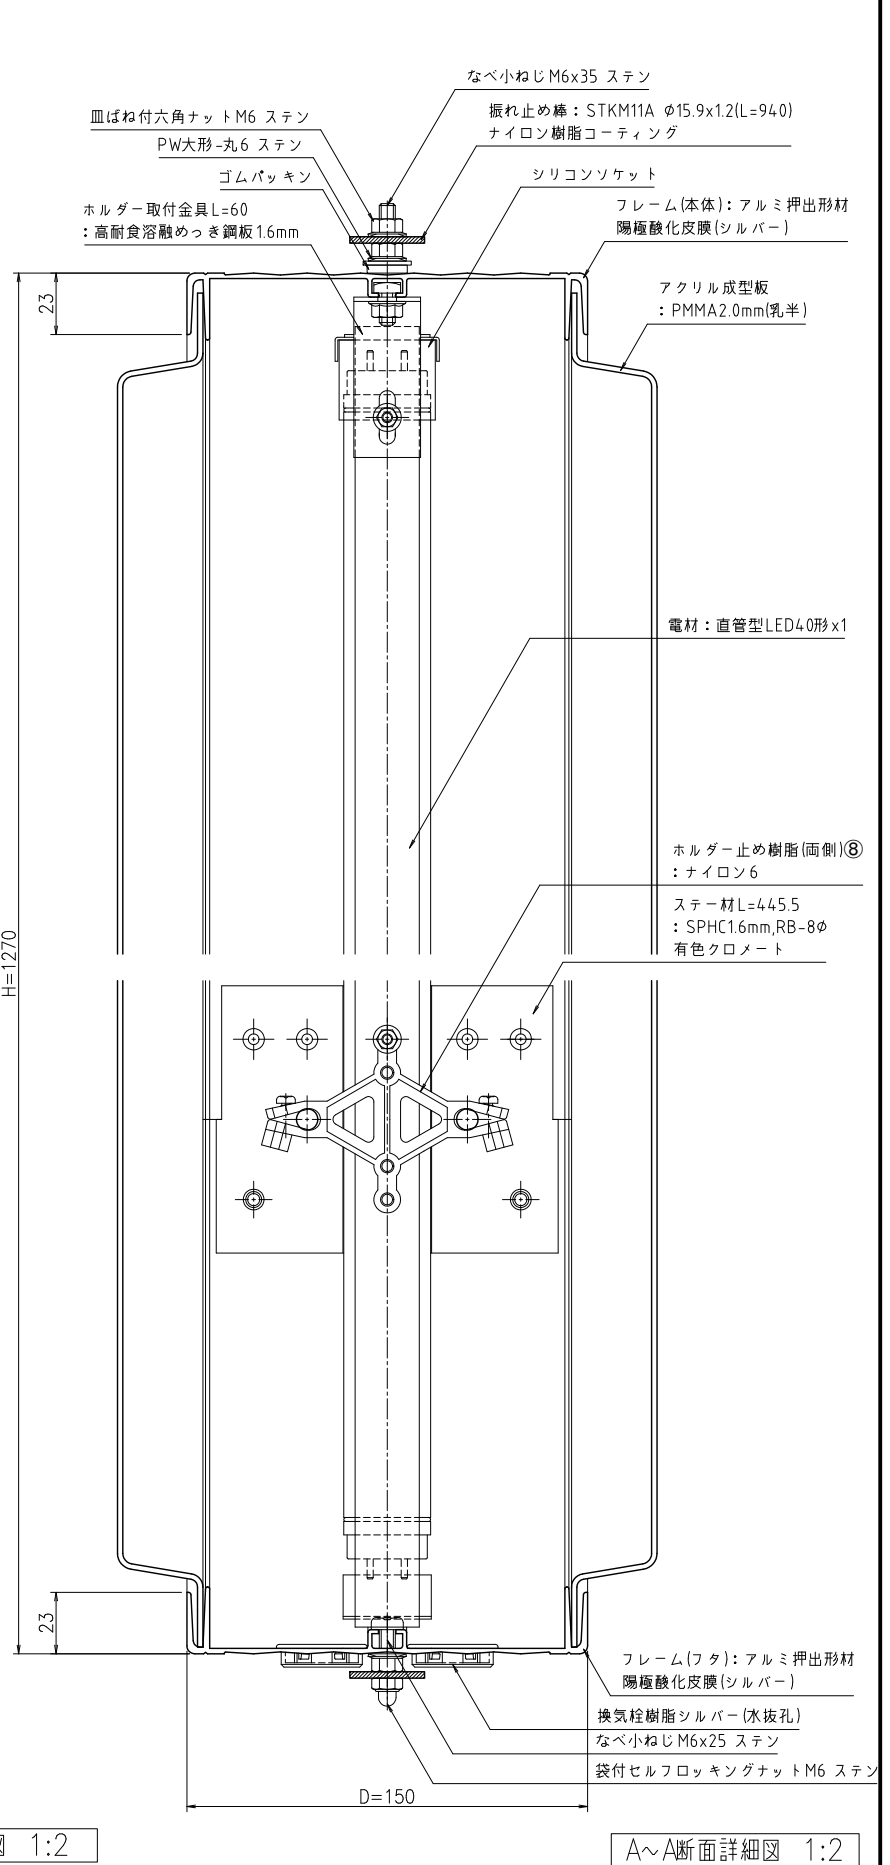 なべ小ねじM6x35 ステン
皿ばね付六角ナットM6 ステン
振れ止め棒：STKM11A φ15.9x1.2(L=940)
ナイロン樹脂コーティング
PW大形-丸6 ステン
ゴムパッキン
シリコンソケット
ホルダー取付金具L=60
：高耐食溶融めっき鋼板1.6mm
フレーム(本体)：アルミ押出形材
陽極酸化皮膜(シルバー)
23
アクリル成型板
：PMMA2.0mm(乳半)
電材：直管型LED40形x1
ホルダー止め樹脂(両側)⑧
：ナイロン6
ステー材L=445.5
：SPHC1.6mm,RB-8φ
有色クロメート
H=1270
23
フレーム(フタ)：アルミ押出形材
陽極酸化皮膜(シルバー)
換気栓樹脂シルバー(水抜孔)
なべ小ねじM6x25 ステン
袋付セルフロッキングナットM6 ステン
D=150
図 1:2
A～A断面詳細図 1:2